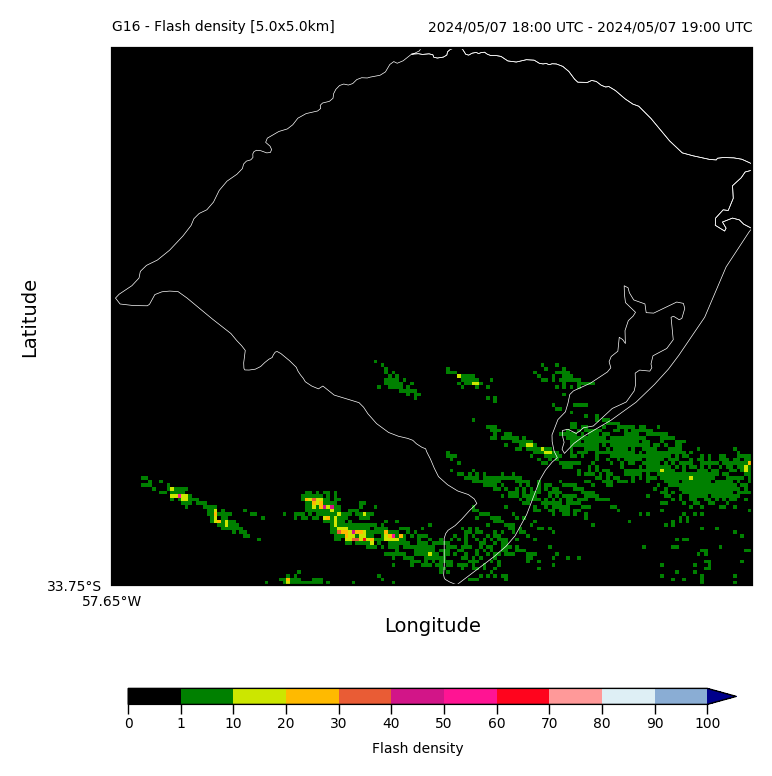 G16 - Flash density [5.0x5.0km]
2024/05/07 18:00 UTC - 2024/05/07 19:00 UTC
Latitude
33.75°S
57.65°W
Longitude
0 1 10 20 30 40 50 60 70 80 90 100
Flash density